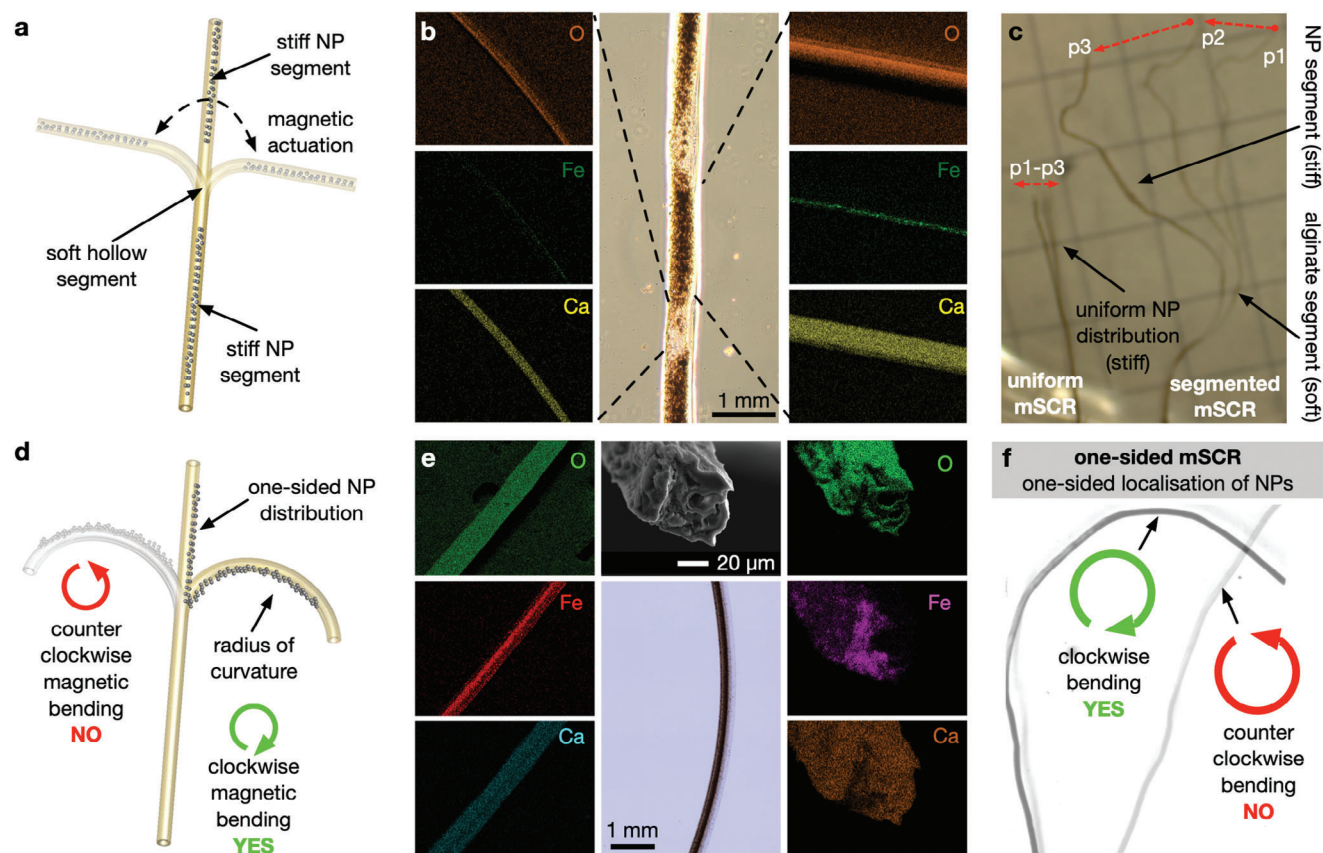 a
stiff NP
segment
magnetic
actuation
soft hollow
segment
stiff NP
segment
b
O
Fe
Ca
1 mm
O
Fe
Ca
c
p3
p2
p1
p1-p3
uniform NP
distribution
(stiff)
uniform
mSCR
segmented
mSCR
NP segment (stiff)
alginate segment (soft)
d
one-sided NP
distribution
counter
clockwise
magnetic
bending
NO
radius of
curvature
clockwise
magnetic
bending
YES
e
O
Fe
Ca
20 µm
1 mm
O
Fe
Ca
f
one-sided mSCR
one-sided localisation of NPs
clockwise
bending
YES
counter
clockwise
bending
NO